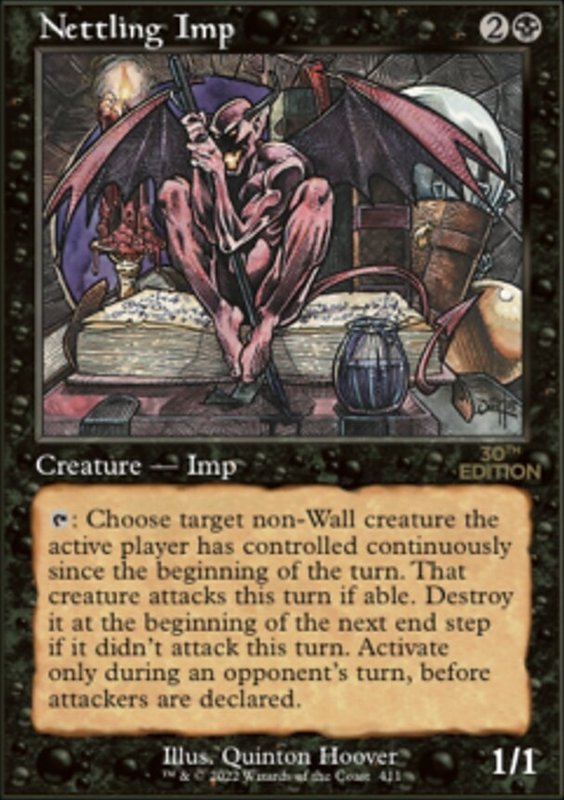 Nettling Imp 2
Creature — Imp
30TH
EDITION
: Choose target non-Wall creature the
active player has controlled continuously
since the beginning of the turn. That
creature attacks this turn if able. Destroy
it at the beginning of the next end step
if it didn't attack this turn. Activate
only during an opponent's turn, before
attackers are declared.
Illus. Quinton Hoover
™ & © 2022 Wizards of the Coast 411
1/1